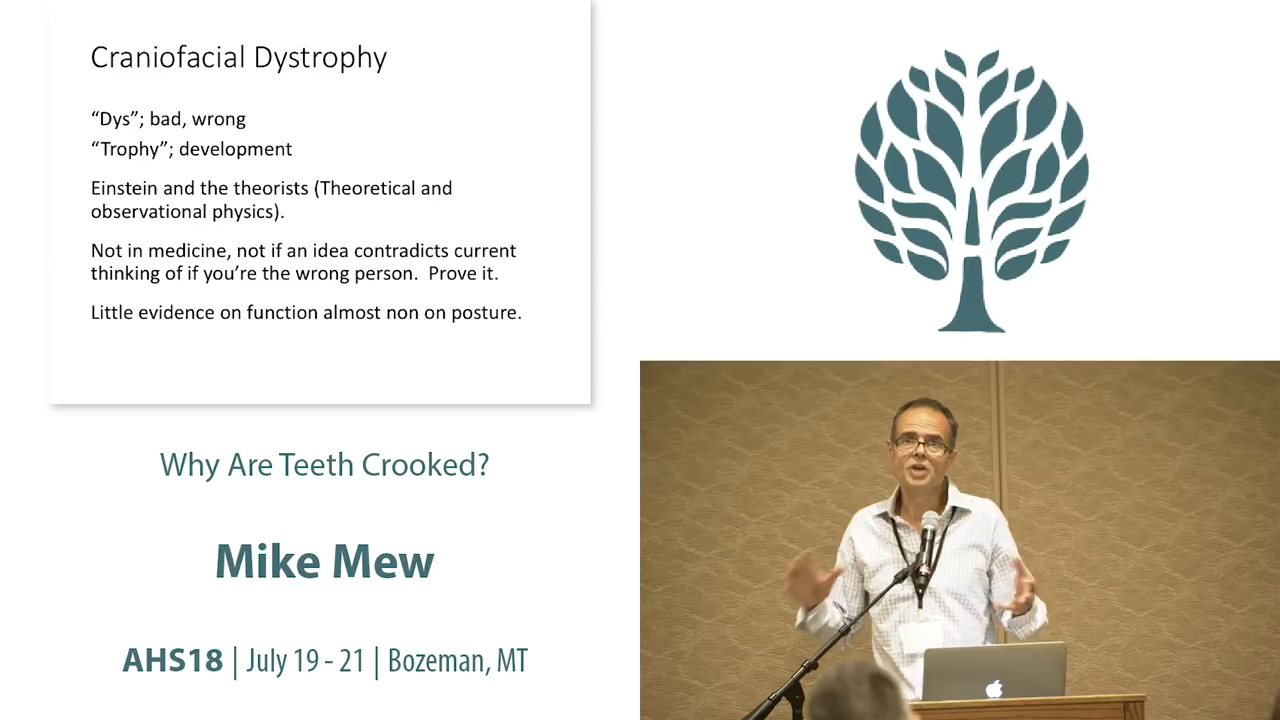 Craniofacial Dystrophy
“Dys”; bad, wrong
“Trophy”; development
Einstein and the theorists (Theoretical and
observational physics).
Not in medicine, not if an idea contradicts current
thinking of if you’re the wrong person.  Prove it.
Little evidence on function almost non on posture.
Why Are Teeth Crooked?
Mike Mew
AHS18 | July 19 - 21 | Bozeman, MT